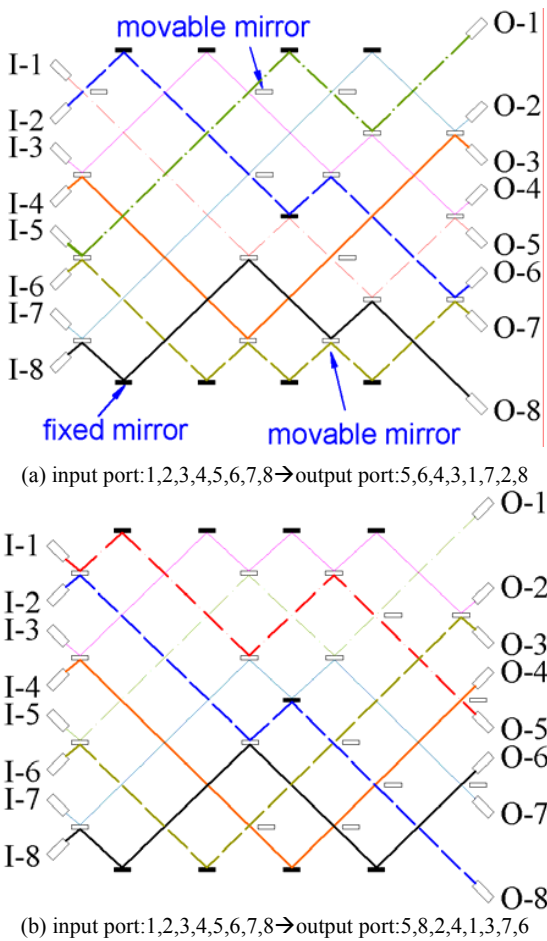 movable mirror
I-1
I-2
I-3
I-4
I-5
I-6
I-7
I-8
O-1
O-2
O-3
O-4
O-5
O-6
O-7
O-8
fixed mirror
movable mirror
(a) input port:1,2,3,4,5,6,7,8→output port:5,6,4,3,1,7,2,8
I-1
I-2
I-3
I-4
I-5
I-6
I-7
I-8
O-1
O-2
O-3
O-4
O-5
O-6
O-7
O-8
(b) input port:1,2,3,4,5,6,7,8→output port:5,8,2,4,1,3,7,6